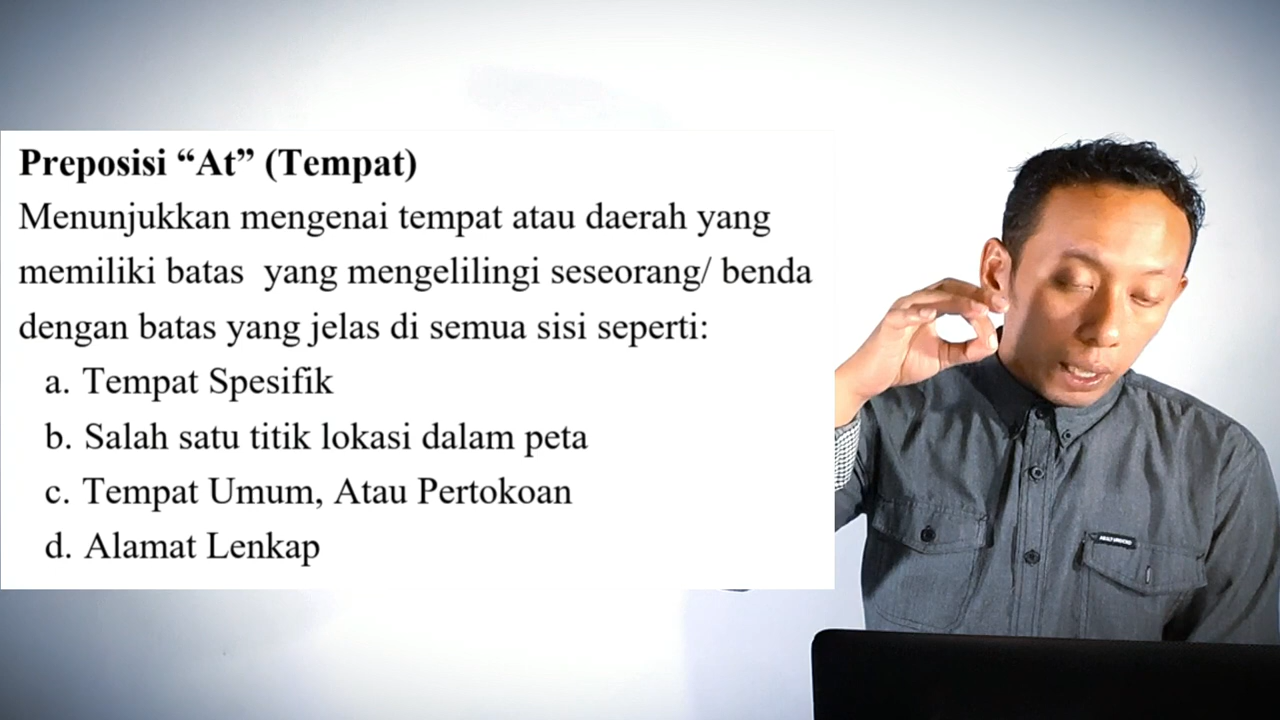 Preposisi “At” (Tempat)
Menunjukkan mengenai tempat atau daerah yang
memiliki batas  yang mengelilingi seseorang/ benda
dengan batas yang jelas di semua sisi seperti:
a. Tempat Spesifik
b. Salah satu titik lokasi dalam peta
c. Tempat Umum, Atau Pertokoan
d. Alamat Lenkap